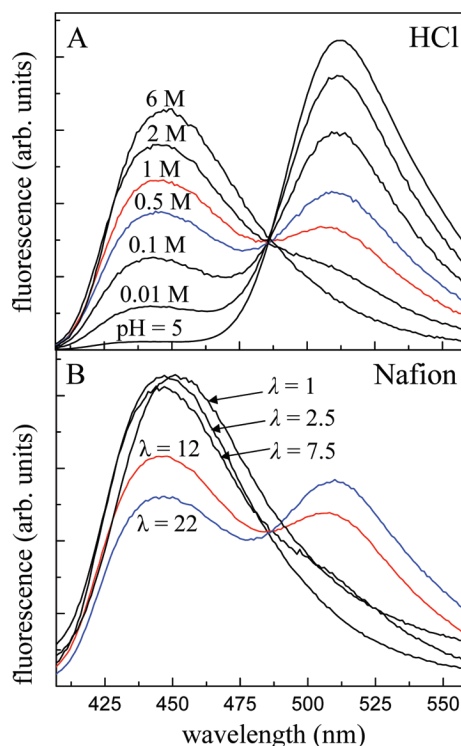 A
HCl
6 M
2 M
1 M
0.5 M
0.1 M
0.01 M
pH = 5
fluorescence (arb. units)
B
Nafion
λ = 1
λ = 2.5
λ = 7.5
λ = 12
λ = 22
fluorescence (arb. units)
425 450 475 500 525 550
wavelength (nm)